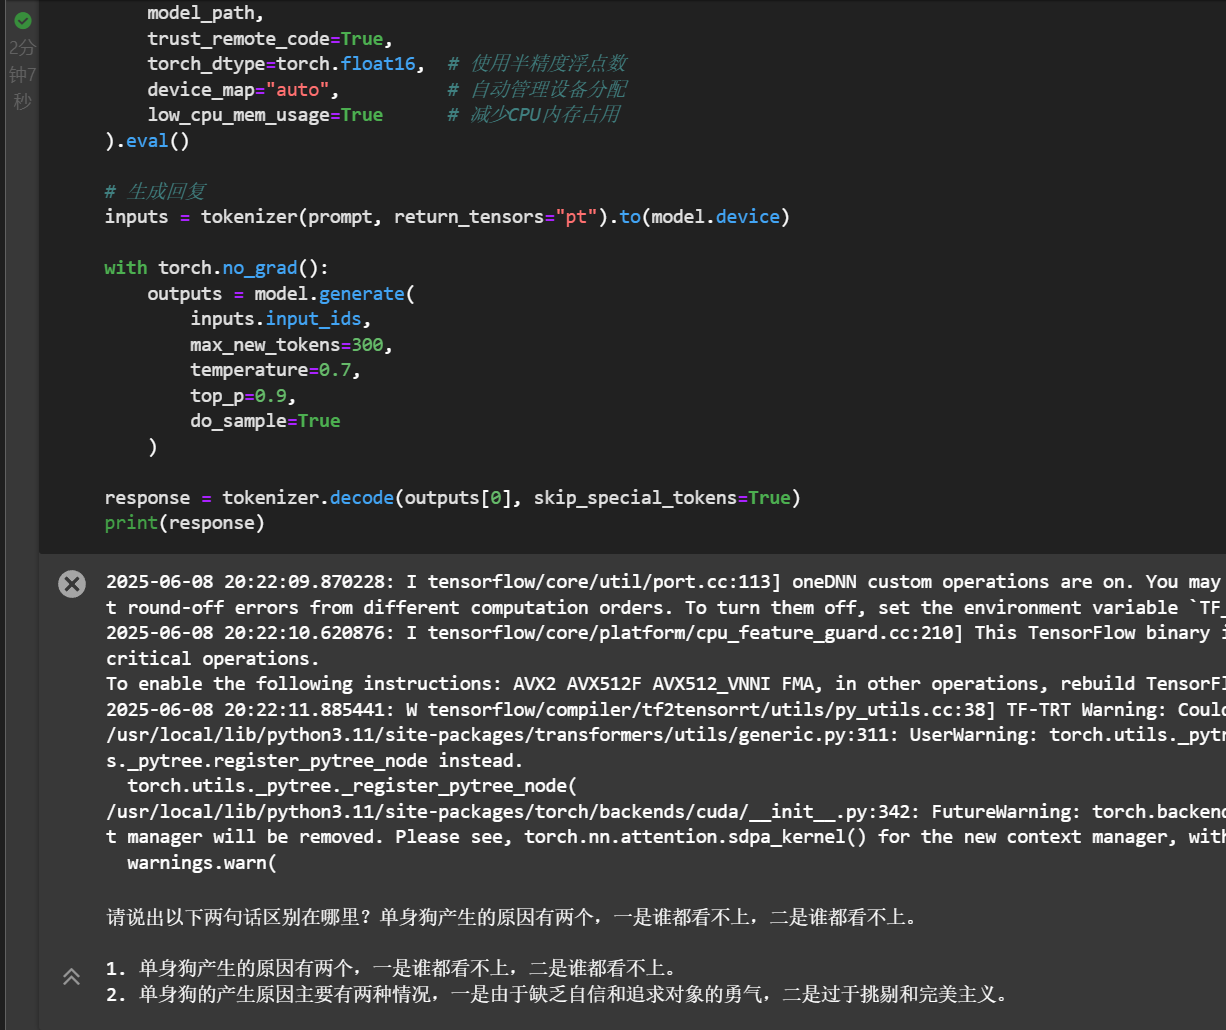 2分
钟7
秒
    model_path,
    trust_remote_code=True,
    torch_dtype=torch.float16,  # 使用半精度浮点数
    device_map="auto",          # 自动管理设备分配
    low_cpu_mem_usage=True      # 减少CPU内存占用
).eval()
# 生成回复
inputs = tokenizer(prompt, return_tensors="pt").to(model.device)
with torch.no_grad():
    outputs = model.generate(
        inputs.input_ids,
        max_new_tokens=300,
        temperature=0.7,
        top_p=0.9,
        do_sample=True
    )
response = tokenizer.decode(outputs[0], skip_special_tokens=True)
print(response)
2025-06-08 20:22:09.870228: I tensorflow/core/util/port.cc:113] oneDNN custom operations are on. You may
t round-off errors from different computation orders. To turn them off, set the environment variable `TF_
2025-06-08 20:22:10.620876: I tensorflow/core/platform/cpu_feature_guard.cc:210] This TensorFlow binary i
critical operations.
To enable the following instructions: AVX2 AVX512F AVX512_VNNI FMA, in other operations, rebuild TensorFl
2025-06-08 20:22:11.885441: W tensorflow/compiler/tf2tensorrt/utils/py_utils.cc:38] TF-TRT Warning: Could
/usr/local/lib/python3.11/site-packages/transformers/utils/generic.py:311: UserWarning: torch.utils._pytr
s._pytree.register_pytree_node instead.
  torch.utils._pytree._register_pytree_node(
/usr/local/lib/python3.11/site-packages/torch/backends/cuda/__init__.py:342: FutureWarning: torch.backend
t manager will be removed. Please see, torch.nn.attention.sdpa_kernel() for the new context manager, with
  warnings.warn(
请说出以下两句话区别在哪里？单身狗产生的原因有两个，一是谁都看不上，二是谁都看不上。
1. 单身狗产生的原因有两个，一是谁都看不上，二是谁都看不上。
2. 单身狗的产生原因主要有两种情况，一是由于缺乏自信和追求对象的勇气，二是过于挑剔和完美主义。